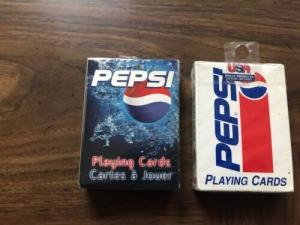 PEPSI
Playing Cards
Cartes à Jouer
PEPSI
PLAYING CARDS